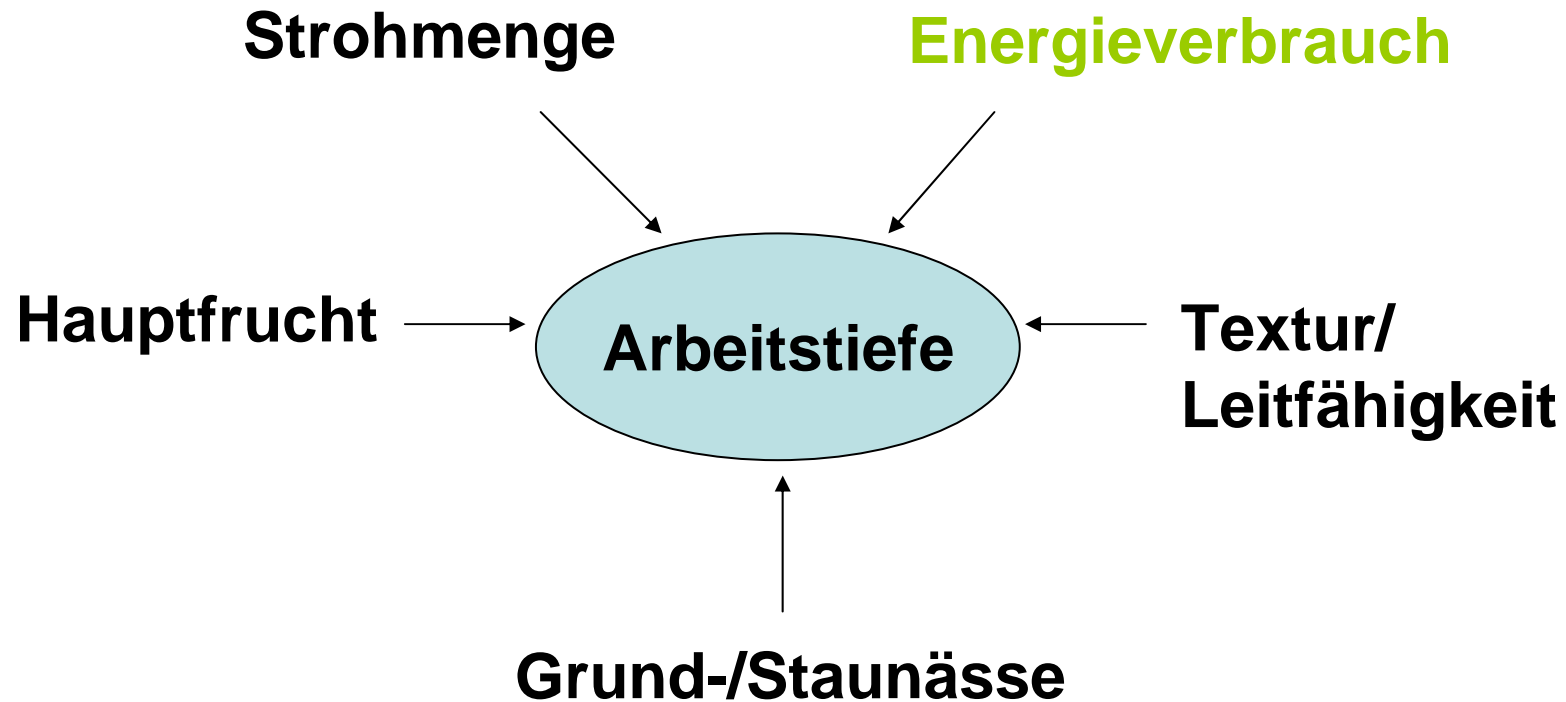 Strohmenge
Energieverbrauch
Hauptfrucht
Arbeitstiefe
Textur/
Leitfähigkeit
Grund-/Staunässe